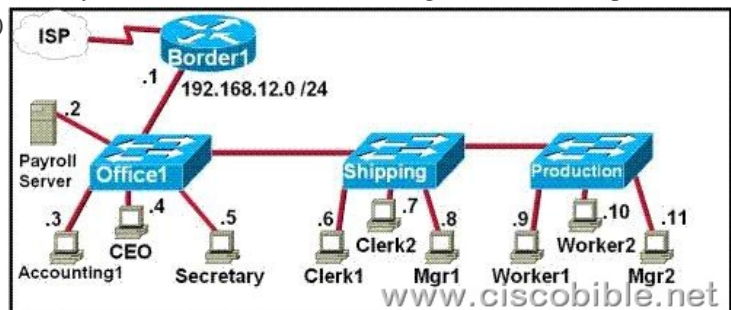 )
ISP
Border1
.1
192.168.12.0 /24
.2
Payroll
Server
Office1
Shipping
Production
.3
.4
.5
.6
.7
.8
.9
.10
.11
Accounting1
CEO
Secretary
Clerk1
Clerk2
Mgr1
Worker1
Worker2
Mgr2
www.ciscobible.net